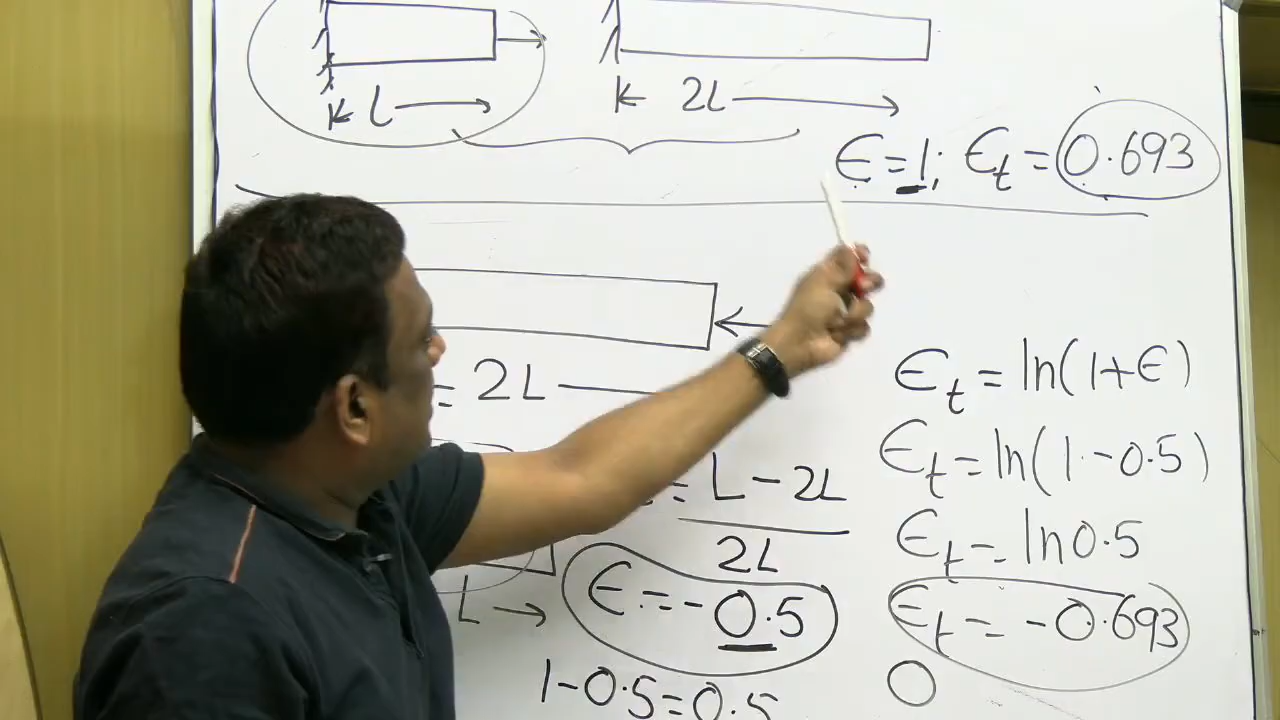 L 2L
ϵ = 1; ϵt = 0.693
= 2L
ϵt = ln(1+ϵ)
ϵt = ln(1-0.5)
= L-2L
2L
ϵt = ln0.5
L
ϵ = -0.5
ϵt = -0.693
1-0.5=0.5
0